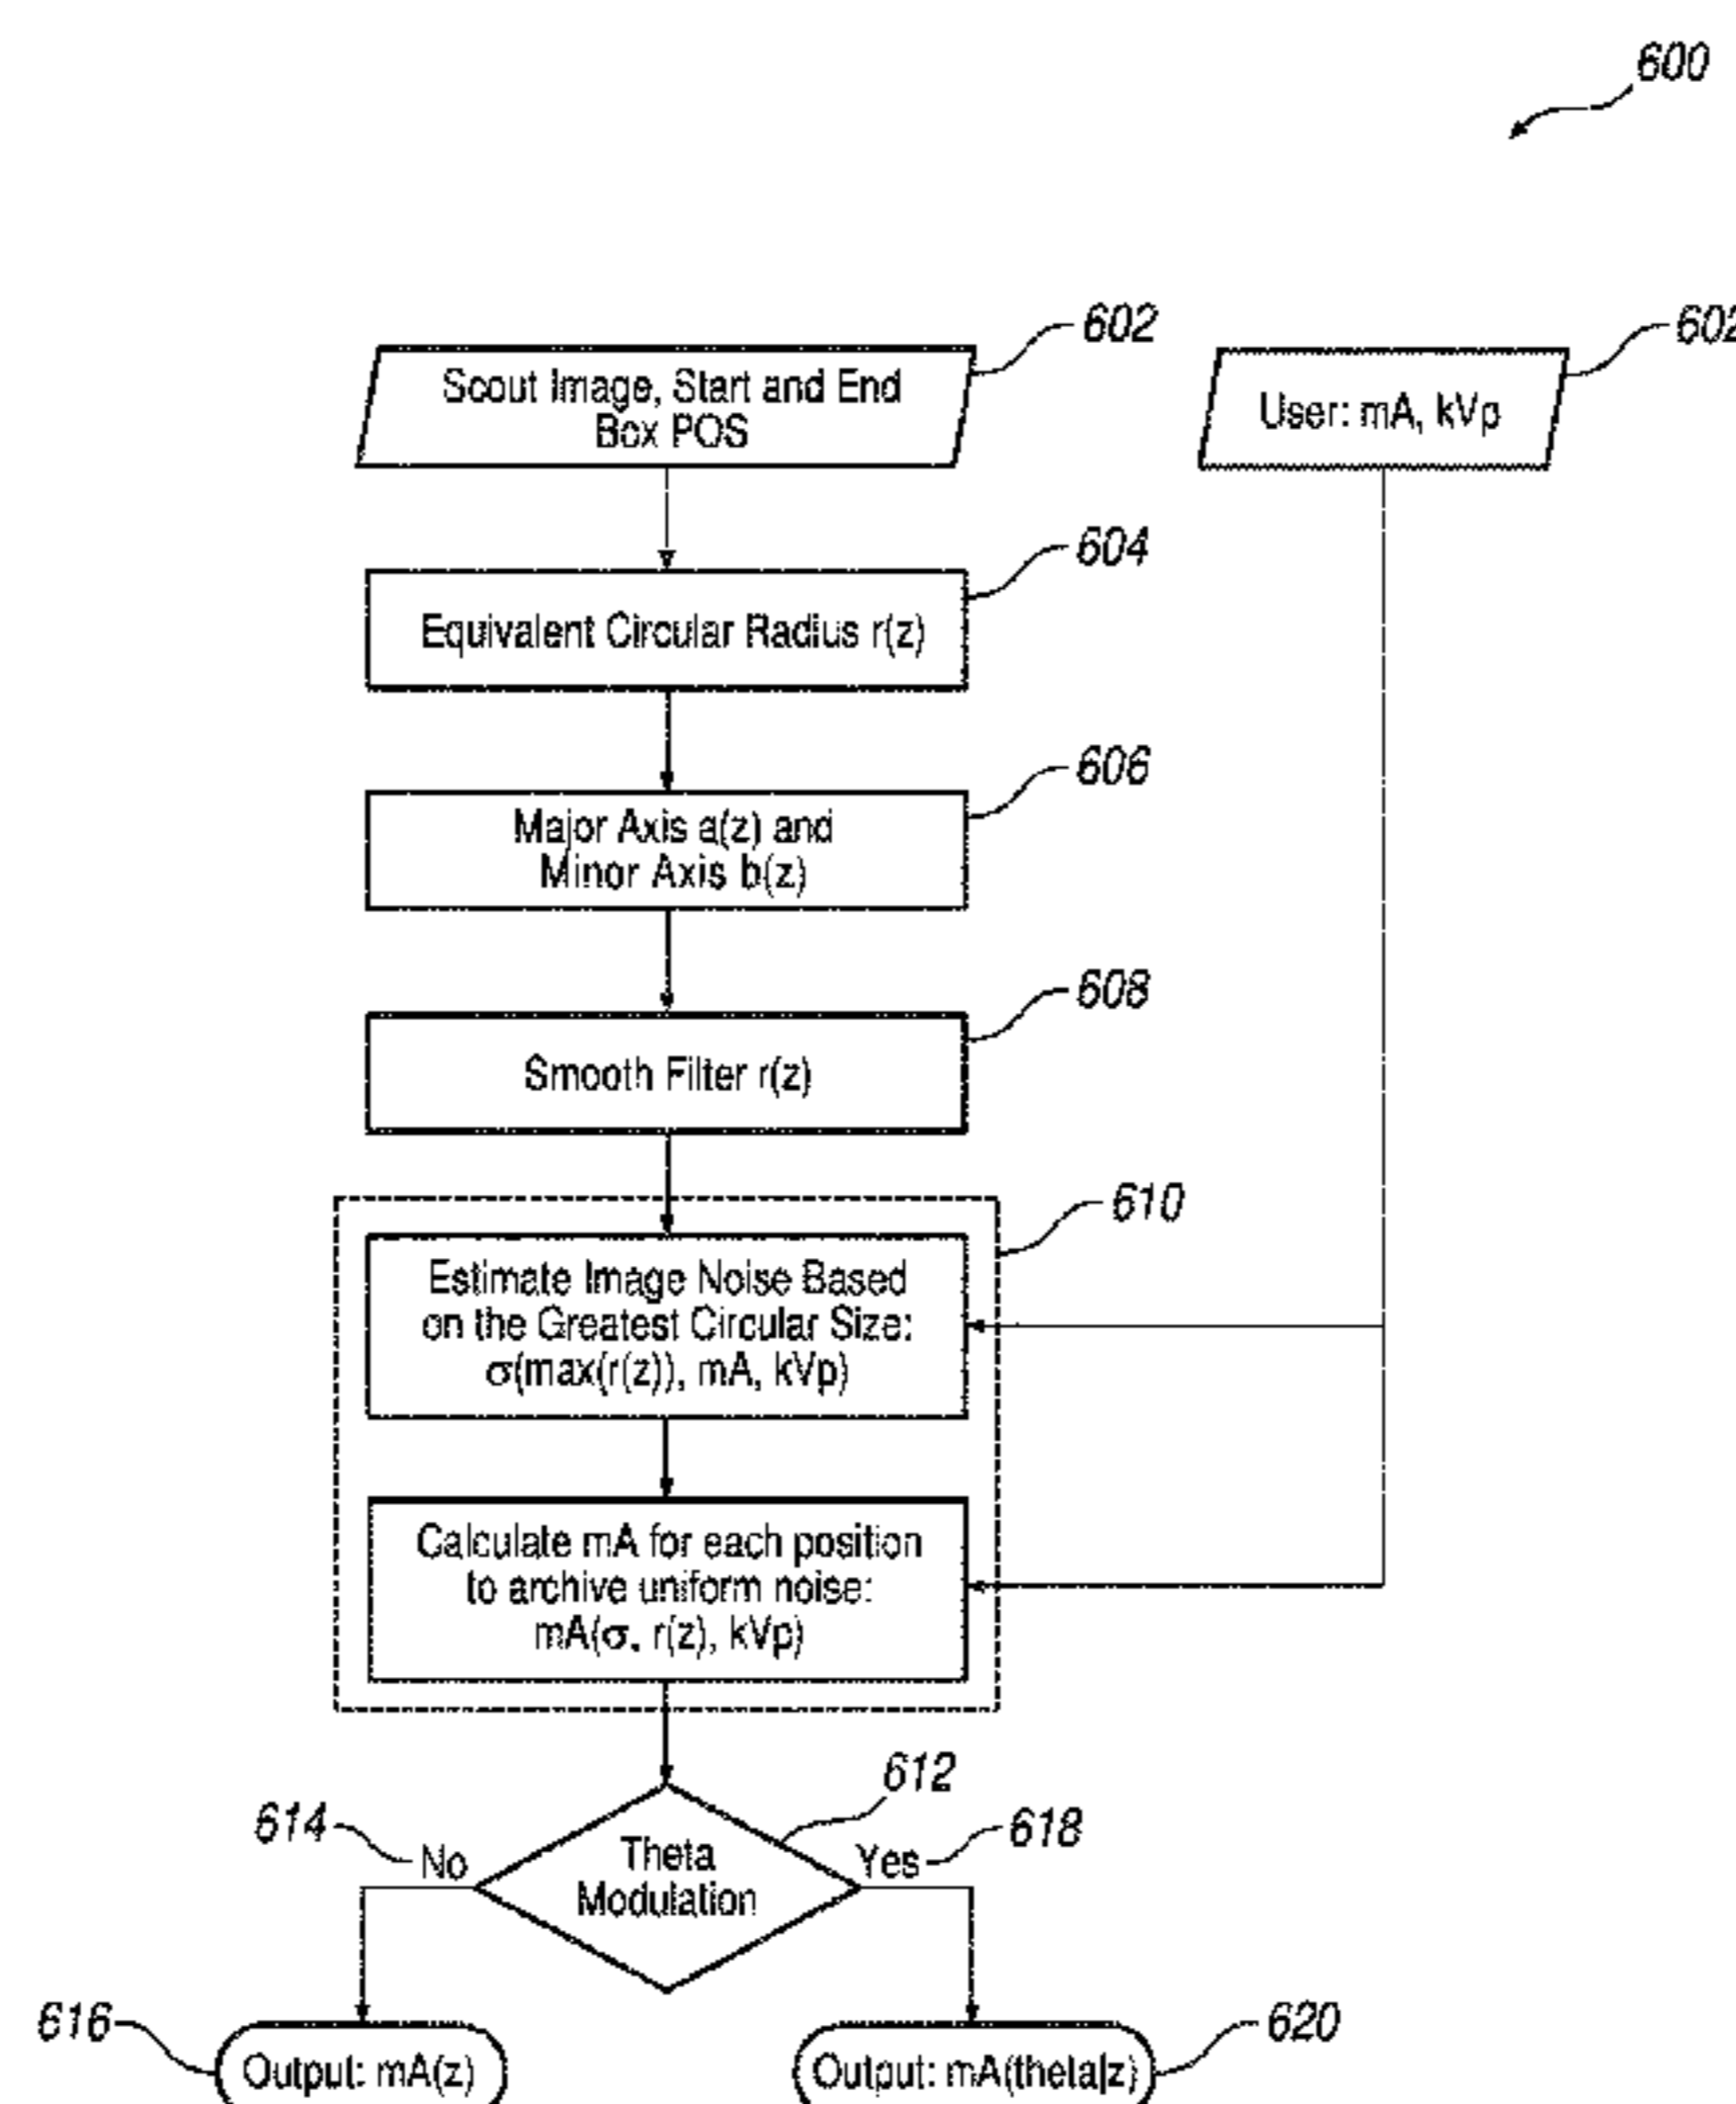 600
602
Scout Image, Start and End
Box POS
602
User: mA, kVp
604
Equivalent Circular Radius r(z)
606
Major Axis a(z) and
Minor Axis b(z)
608
Smooth Filter r(z)
610
Estimate Image Noise Based
on the Greatest Circular Size:
σ(max(r(z)), mA, kVp)
Calculate mA for each position
to archive uniform noise:
mA(σ, r(z), kVp)
612
614
No
Theta
Modulation
Yes
618
616
Output: mA(z)
Output: mA(theta|z)
620